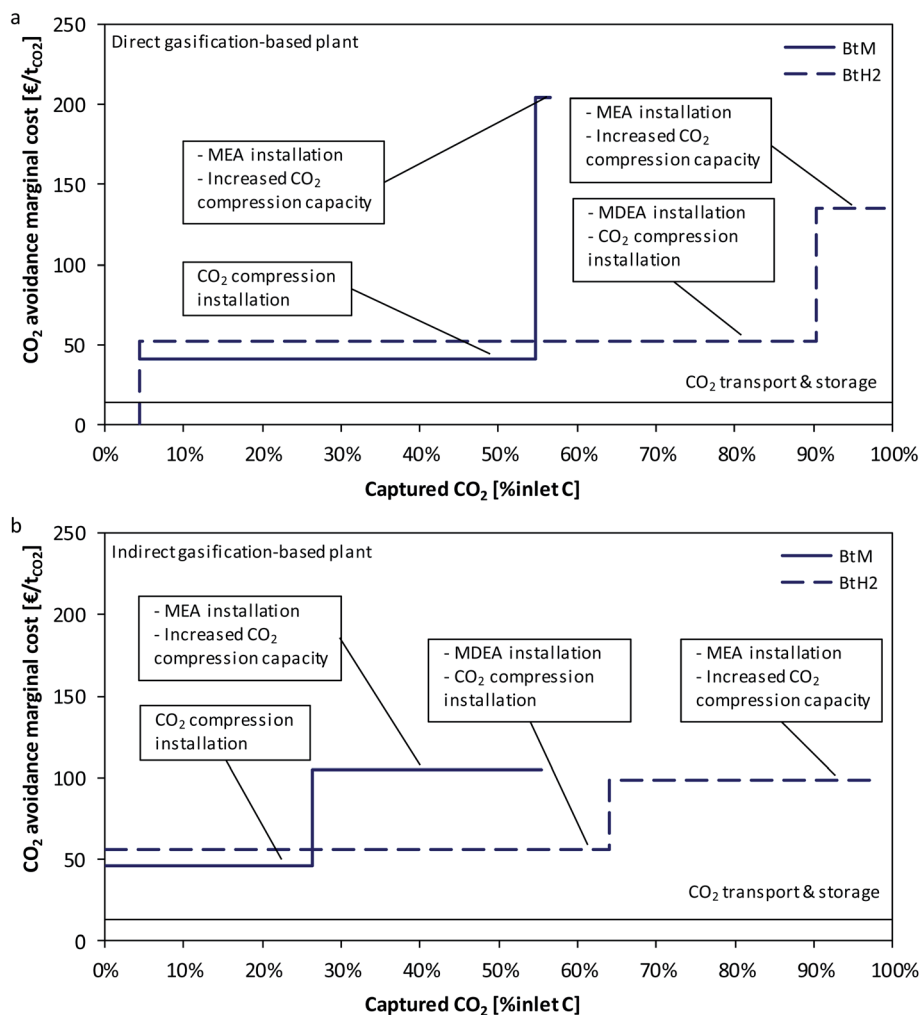 a
250
200
150
100
50
0
CO₂ avoidance marginal cost [€/t_CO2]
Direct gasification-based plant
BtM
BtH2
- MEA installation
- Increased CO₂
compression capacity
- MEA installation
- Increased CO₂
compression capacity
- MDEA installation
- CO₂ compression
installation
CO₂ compression
installation
CO₂ transport & storage
0% 10% 20% 30% 40% 50% 60% 70% 80% 90% 100%
Captured CO₂ [%inlet C]
b
250
200
150
100
50
0
CO₂ avoidance marginal cost [€/t_CO2]
Indirect gasification-based plant
BtM
BtH2
- MEA installation
- Increased CO₂
compression capacity
- MDEA installation
- CO₂ compression
installation
- MEA installation
- Increased CO₂
compression capacity
CO₂ compression
installation
CO₂ transport & storage
0% 10% 20% 30% 40% 50% 60% 70% 80% 90% 100%
Captured CO₂ [%inlet C]